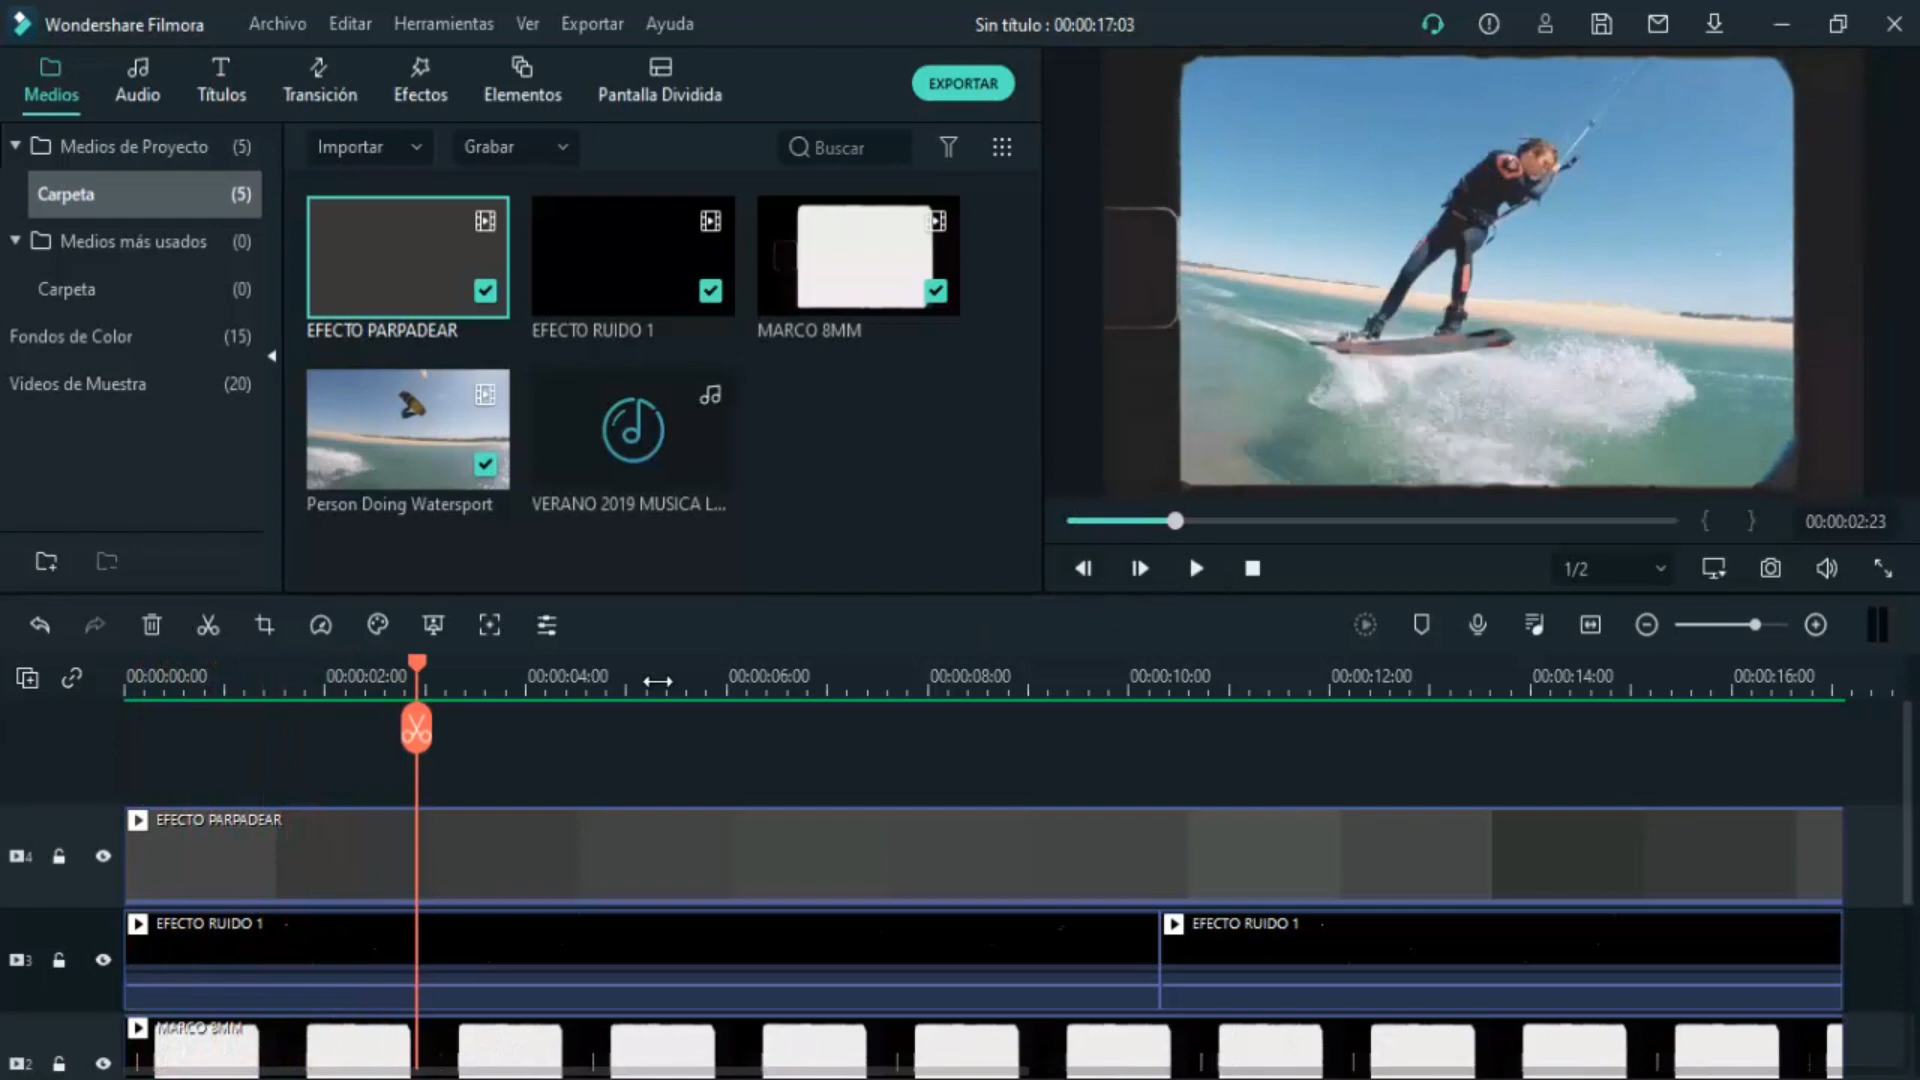 Wondershare Filmora
Archivo
Editar
Herramientas
Ver
Exportar
Ayuda
Sin título : 00:00:17:03
Medios
Audio
Títulos
Transición
Efectos
Elementos
Pantalla Dividida
EXPORTAR
Medios de Proyecto (5)
Carpeta (5)
Medios más usados (0)
Carpeta (0)
Fondos de Color (15)
Videos de Muestra (20)
Importar
Grabar
Buscar
EFECTO PARPADEAR
EFECTO RUIDO 1
MARCO 8MM
Person Doing Watersport
VERANO 2019 MUSICA L...
{ }
00:00:02:23
1/2
00:00:00:00
00:00:02:00
00:00:04:00
00:00:06:00
00:00:08:00
00:00:10:00
00:00:12:00
00:00:14:00
00:00:16:00
EFECTO PARPADEAR
4
EFECTO RUIDO 1
EFECTO RUIDO 1
3
MARCO 8MM
2